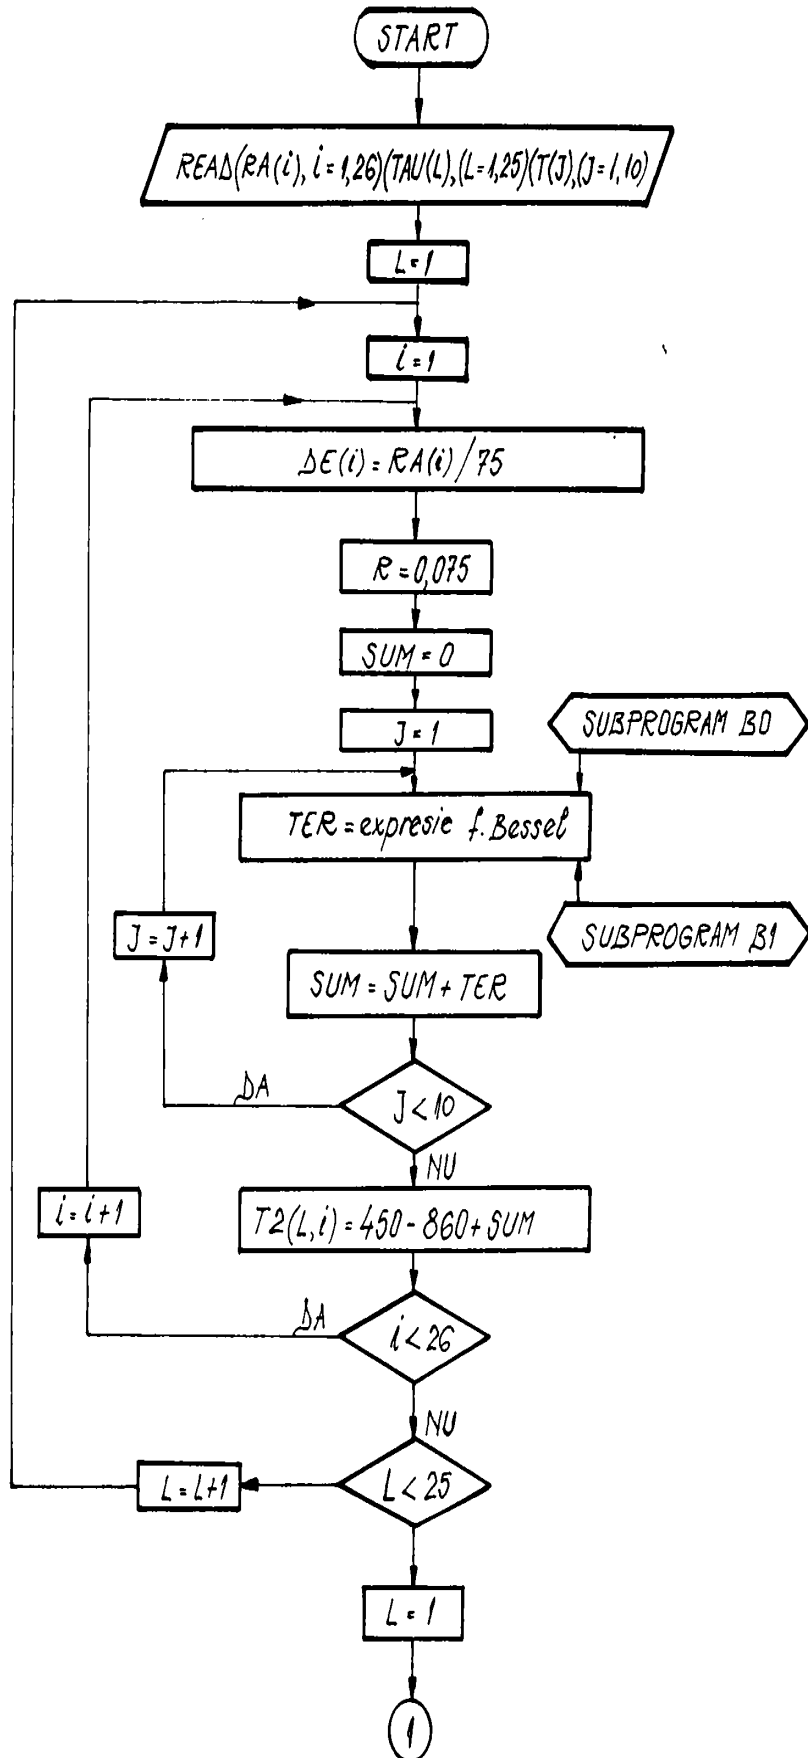 START
READ(RA(i), i=1,26)(TAU(L),(L=1,25)(T(J),(J=1,10)
L=1
i=1
DE(i)=RA(i)/75
R=0,075
SUM=0
J=1
SUBPROGRAM B0
TER=expresie f. Bessel
J=J+1
SUBPROGRAM B1
SUM=SUM+TER
DA
J<10
NU
i=i+1
T2(L,i)=450-860+SUM
DA
i<26
NU
L=L+1
L<25
L=1
1